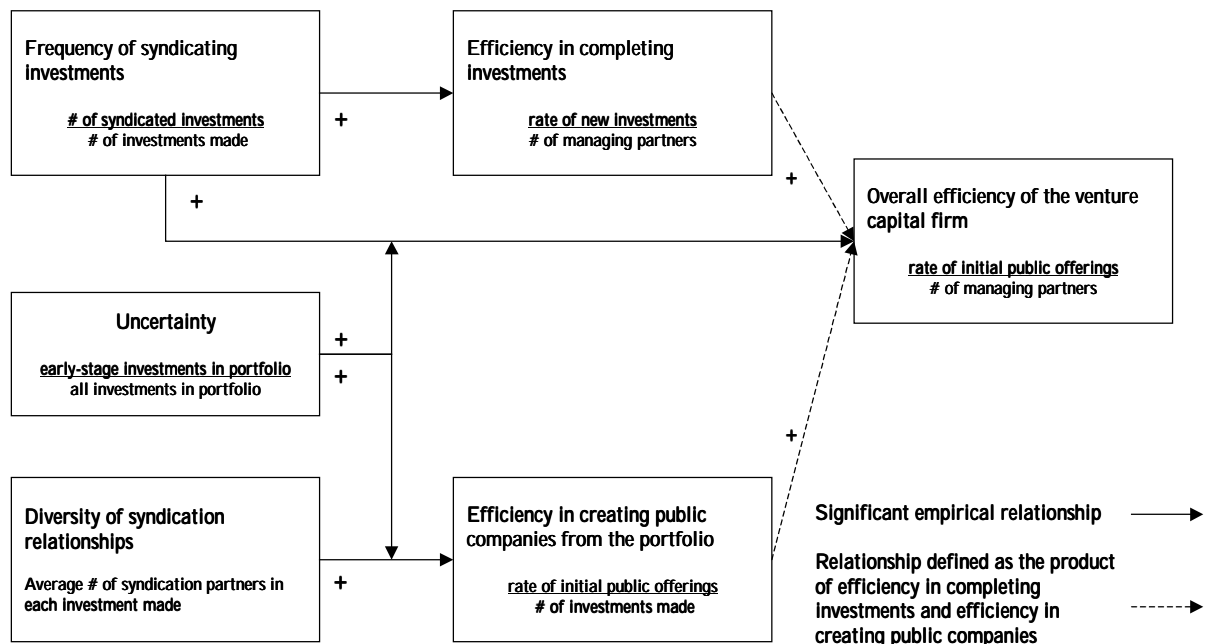 Frequency of syndicating
investments
# of syndicated investments
# of investments made
+
+
Efficiency in completing
investments
rate of new investments
# of managing partners
+
Overall efficiency of the venture
capital firm
rate of initial public offerings
# of managing partners
Uncertainty
early-stage investments in portfolio
all investments in portfolio
+
+
Diversity of syndication
relationships
Average # of syndication partners in
each investment made
+
Efficiency in creating public
companies from the portfolio
rate of initial public offerings
# of investments made
+
Significant empirical relationship
Relationship defined as the product
of efficiency in completing
investments and efficiency in
creating public companies